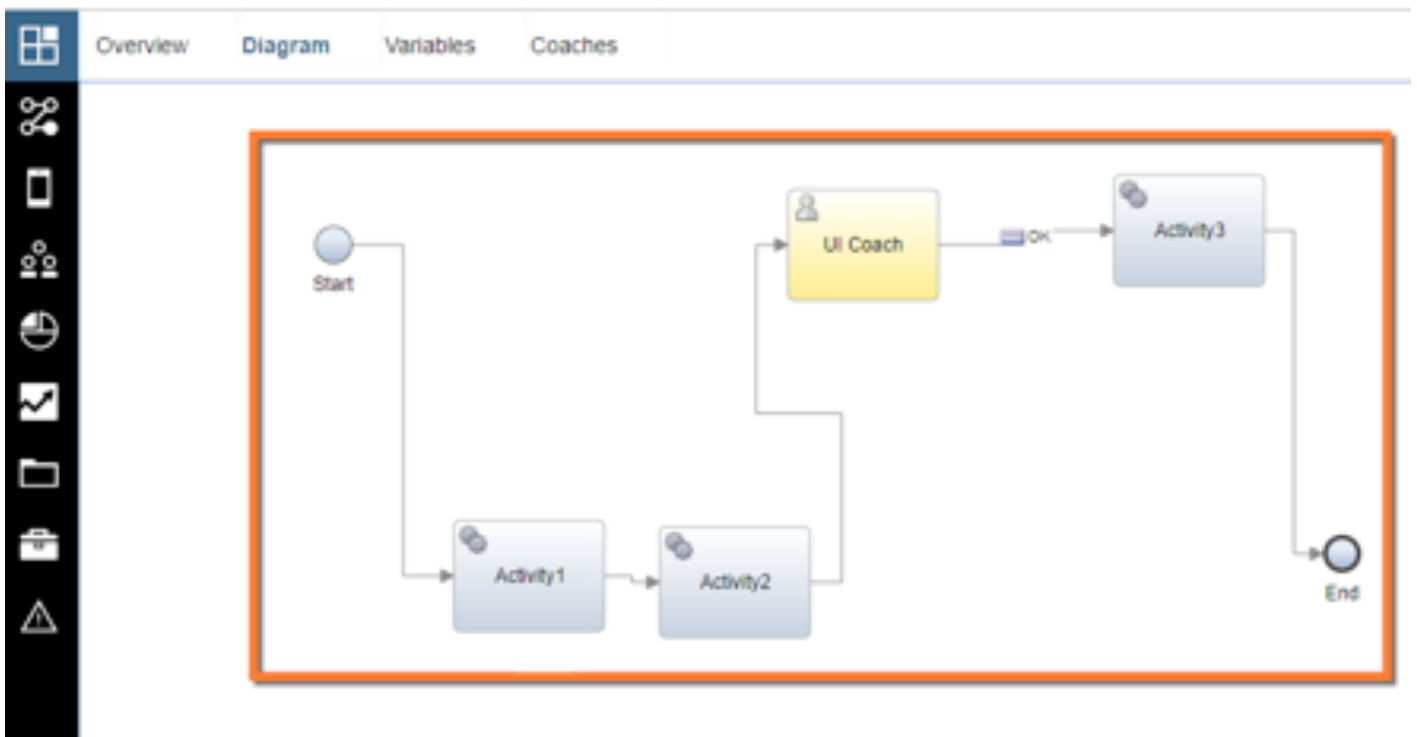 Overview Diagram Variables Coaches
Start
UI Coach
OK
Activity3
Activity1
Activity2
End